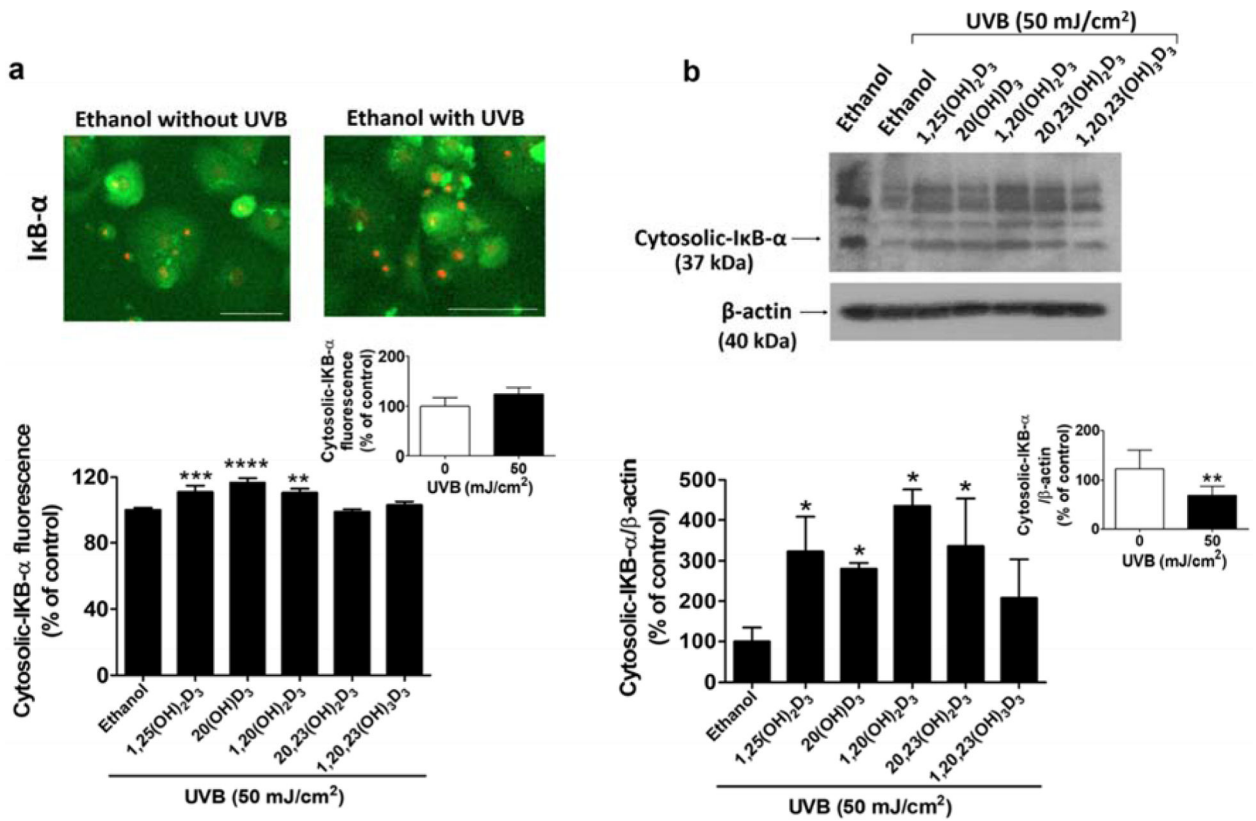 a
Ethanol without UVB
Ethanol with UVB
IκB-α
Cytosolic-IKB-α
fluorescence
(% of control)
200
100
0
0
50
UVB (mJ/cm²)
Cytosolic-IKB-α fluorescence
(% of control)
120
80
40
0
***
****
**
Ethanol
1,25(OH)₂D₃
20(OH)D₃
1,20(OH)₂D₃
20,23(OH)₂D₃
1,20,23(OH)₃D₃
UVB (50 mJ/cm²)
b
UVB (50 mJ/cm²)
Ethanol
Ethanol
1,25(OH)₂D₃
20(OH)D₃
1,20(OH)₂D₃
20,23(OH)₂D₃
1,20,23(OH)₃D₃
Cytosolic-IκB-α
(37 kDa)
β-actin
(40 kDa)
Cytosolic-IKB-α
/β-actin
(% of control)
200
100
0
**
0
50
UVB (mJ/cm²)
Cytosolic-IKB-α/β-actin
(% of control)
500
400
300
200
100
0
*
*
*
*
Ethanol
1,25(OH)₂D₃
20(OH)D₃
1,20(OH)₂D₃
20,23(OH)₂D₃
1,20,23(OH)₃D₃
UVB (50 mJ/cm²)